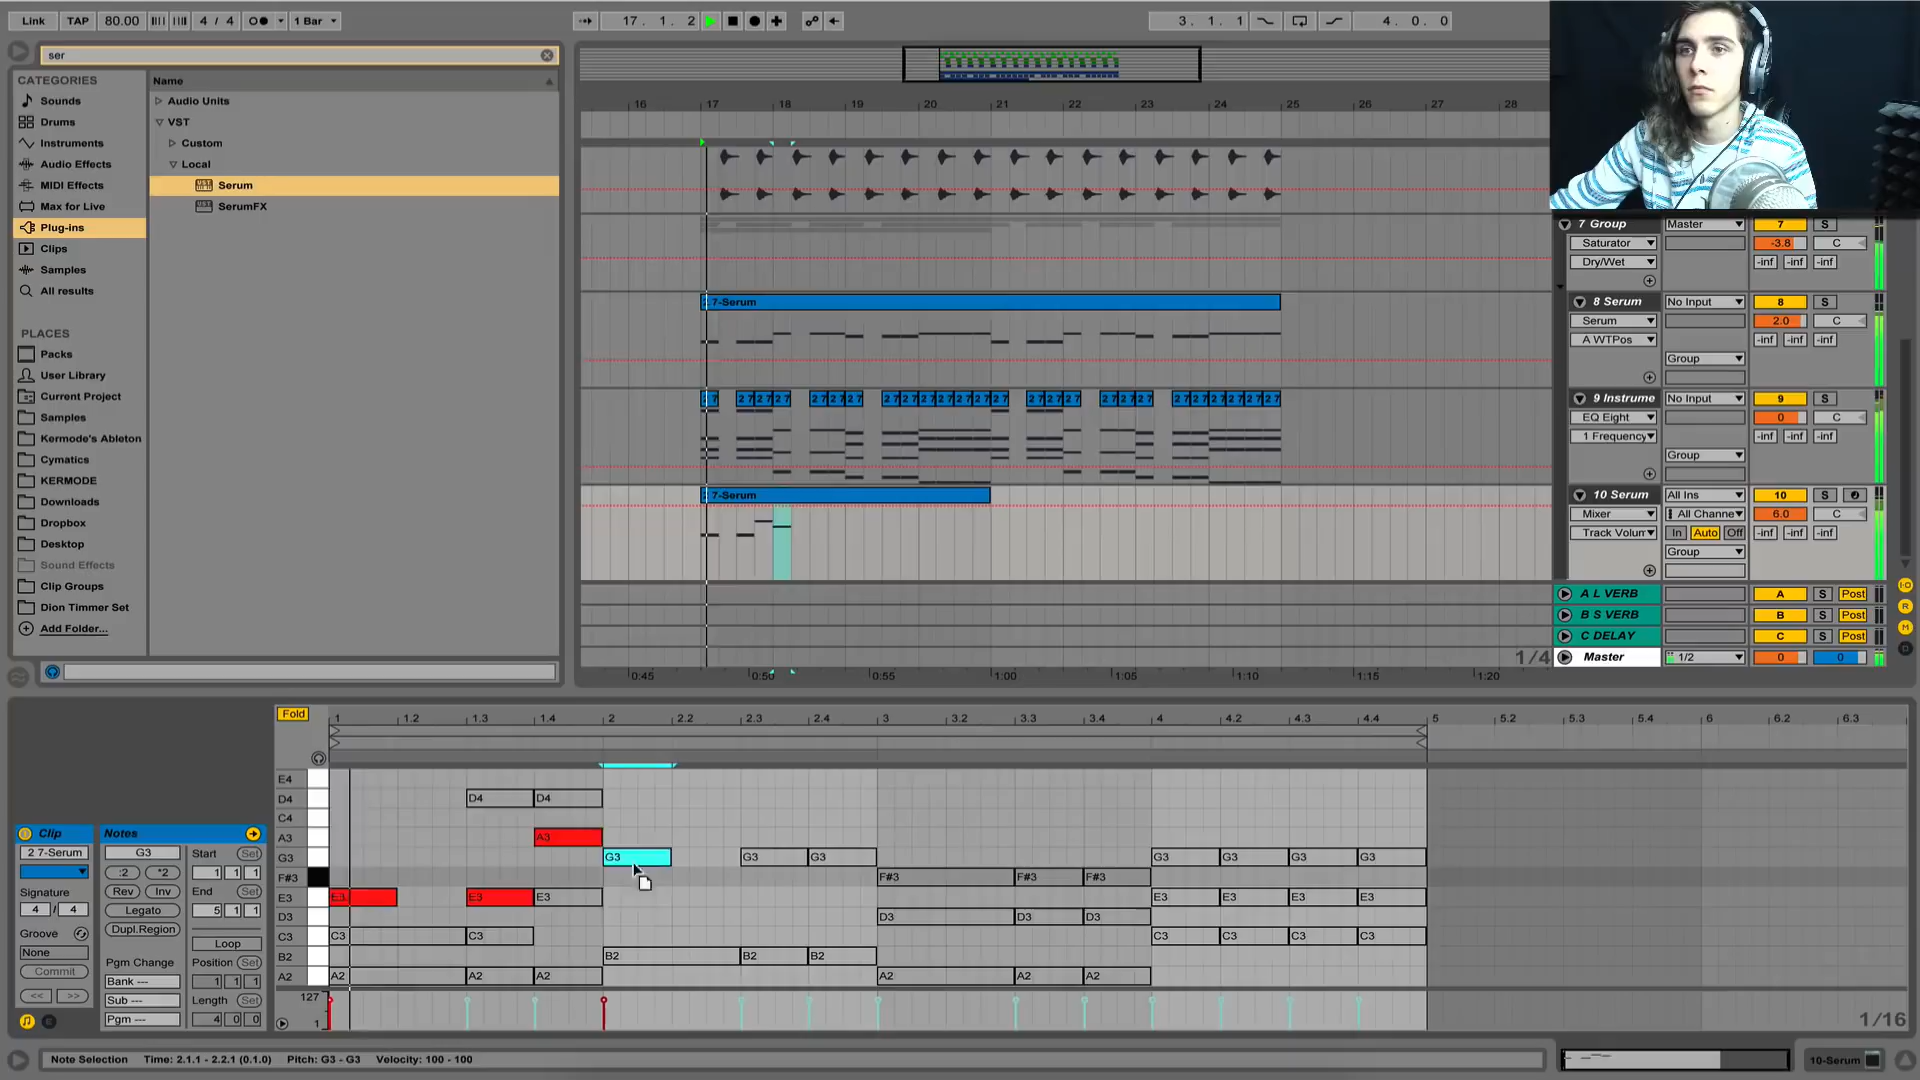 Link TAP 80.00 4 / 4 1 Bar 17. 1. 2 3. 1. 1 4. 0. 0
ser
CATEGORIES
Sounds
Drums
Instruments
Audio Effects
MIDI Effects
Max for Live
Plug-ins
Clips
Samples
All results
PLACES
Packs
User Library
Current Project
Samples
Kermode's Ableton
Cymatics
KERMODE
Downloads
Dropbox
Desktop
Sound Effects
Clip Groups
Dion Timmer Set
Add Folder...
Name
Audio Units
VST
Custom
Local
Serum
SerumFX
16 17 18 19 20 21 22 23 24 25 26 27 28
7-Serum
2 7 2 7 2 7 2 7
7-Serum
1/4
0:45 0:50 0:55 1:00 1:05 1:10 1:15 1:20
7 Group Master 7 S
Saturator -3.8 C
Dry/Wet -inf -inf -inf
8 Serum No Input 8 S
Serum 2.0 C
A WTPos -inf -inf -inf
Group
9 Instrume No Input 9 S
EQ Eight 0 C
1 Frequency -inf -inf -inf
Group
10 Serum All Ins 10 S
Mixer All Channe 6.0 C
Track Volum In Auto Off -inf -inf -inf
Group
A L VERB A S Post
B S VERB B S Post
C DELAY C S Post
Master 1/2 0 0
Fold
1 1.2 1.3 1.4 2 2.2 2.3 2.4 3 3.2 3.3 3.4 4 4.2 4.3 4.4 5 5.2 5.3 5.4 6 6.2 6.3
E4
D4 D4 D4
C4
A3 A3
G3 G3 G3 G3 G3 G3 G3 G3
F#3 F#3 F#3 F#3
E3 E3 E3 E3 E3 E3 E3 E3
D3 D3 D3 D3
C3 C3 C3 C3 C3 C3 C3
B2 B2 B2 B2
A2 A2 A2 A2 A2 A2 A2
127
1
1/16
Clip
2 7-Serum
Signature
4 / 4
Groove
None
Commit
<< >>
Notes
G3
:2 *2
Rev Inv
Legato
Dupl.Region
Pgm Change
Bank ---
Sub ---
Pgm ---
Start Set
1 1 1
End Set
5 1 1
Loop
Position Set
1 1 1
Length Set
4 0 0
Note Selection Time: 2.1.1 - 2.2.1 (0.1.0) Pitch: G3 - G3 Velocity: 100 - 100
10-Serum